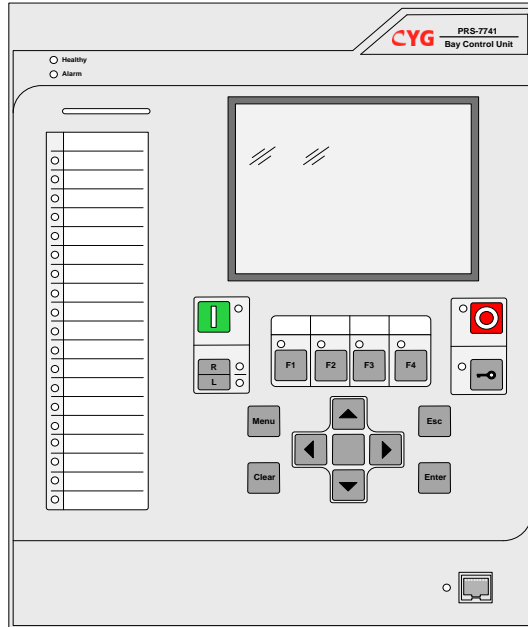 CYG
PRS-7741
Bay Control Unit
Healthy
Alarm
R
L
F1
F2
F3
F4
Menu
Esc
Clear
Enter